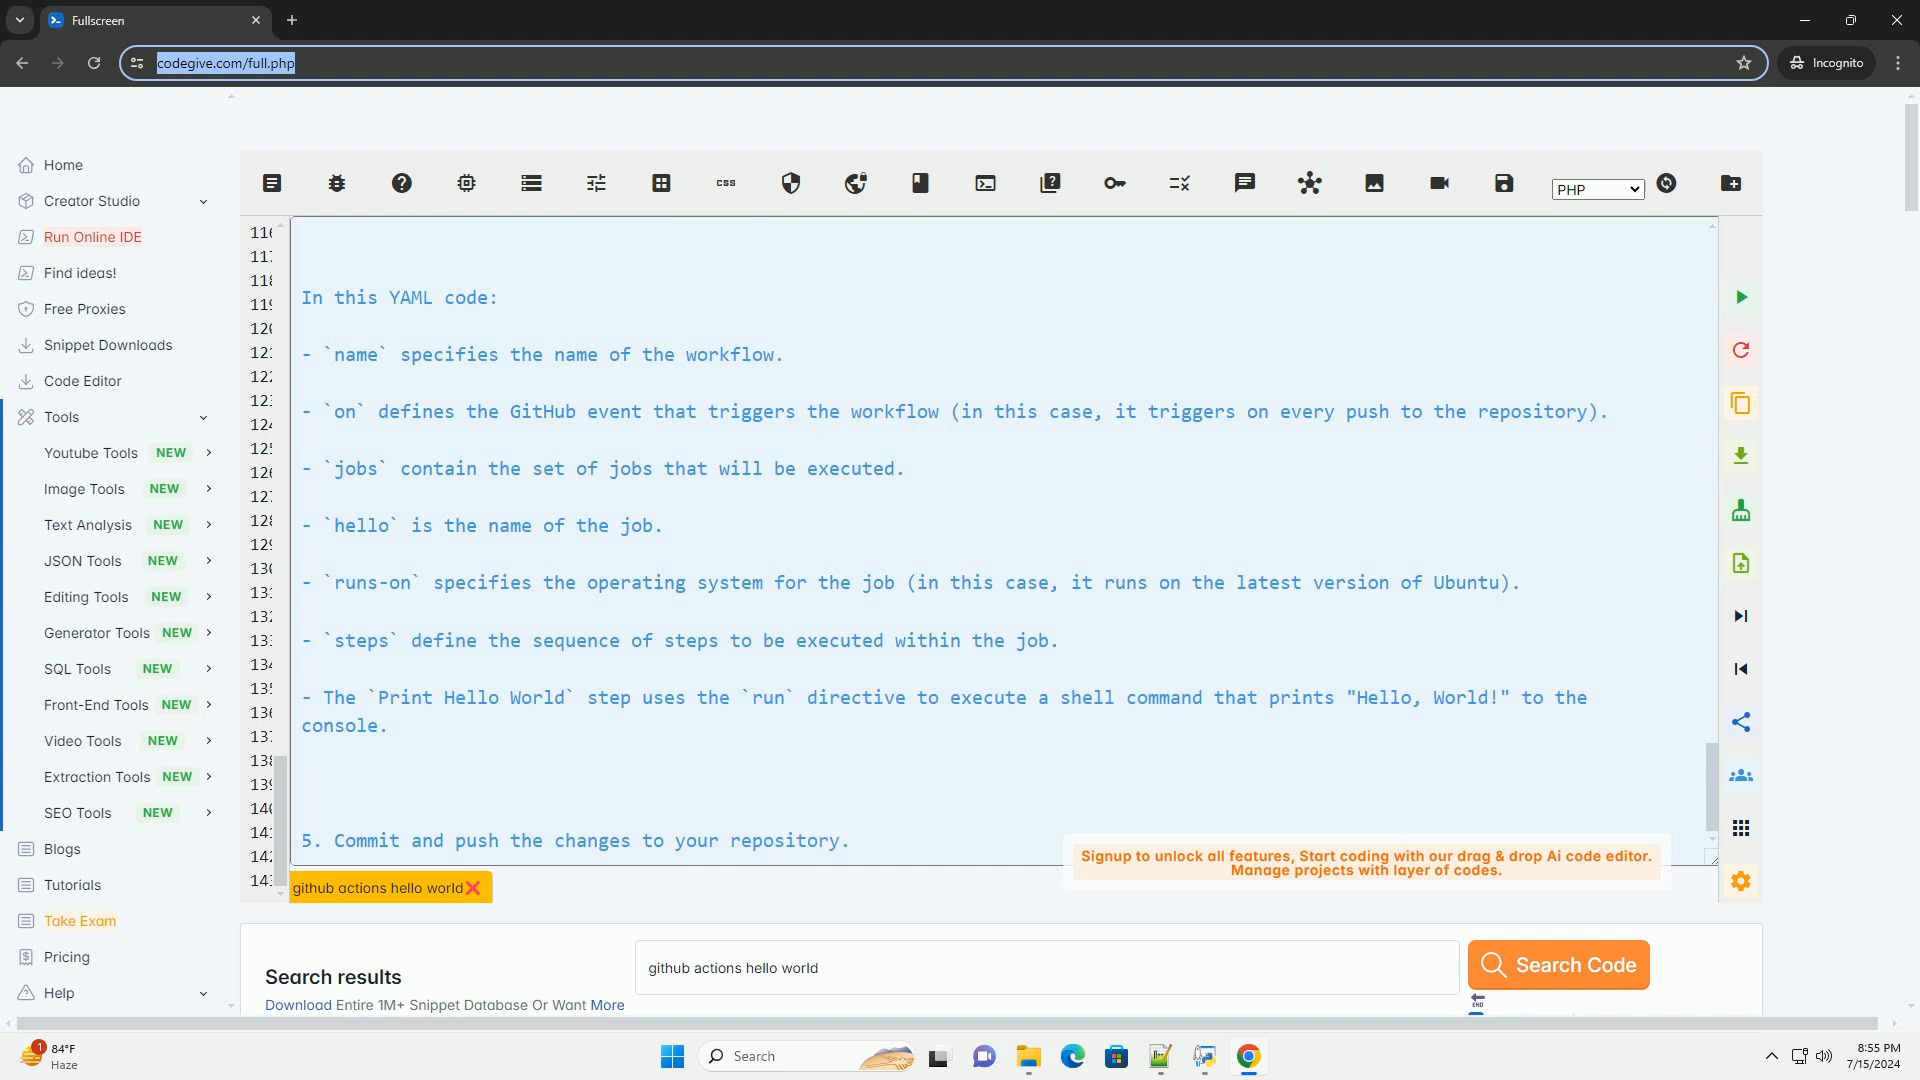 Fullscreen
codegive.com/full.php
Incognito
Home
Creator Studio
Run Online IDE
Find ideas!
Free Proxies
Snippet Downloads
Code Editor
Tools
Youtube Tools NEW
Image Tools NEW
Text Analysis NEW
JSON Tools NEW
Editing Tools NEW
Generator Tools NEW
SQL Tools NEW
Front-End Tools NEW
Video Tools NEW
Extraction Tools NEW
SEO Tools NEW
Blogs
Tutorials
Take Exam
Pricing
Help
css
PHP
In this YAML code:
- `name` specifies the name of the workflow.
- `on` defines the GitHub event that triggers the workflow (in this case, it triggers on every push to the repository).
- `jobs` contain the set of jobs that will be executed.
- `hello` is the name of the job.
- `runs-on` specifies the operating system for the job (in this case, it runs on the latest version of Ubuntu).
- `steps` define the sequence of steps to be executed within the job.
- The `Print Hello World` step uses the `run` directive to execute a shell command that prints "Hello, World!" to the
console.
5. Commit and push the changes to your repository.
Signup to unlock all features, Start coding with our drag & drop Ai code editor.
Manage projects with layer of codes.
github actions hello world
Search results
Download Entire 1M+ Snippet Database Or Want More
github actions hello world
Search Code
END
1
84°F
Haze
Search
8:55 PM
7/15/2024